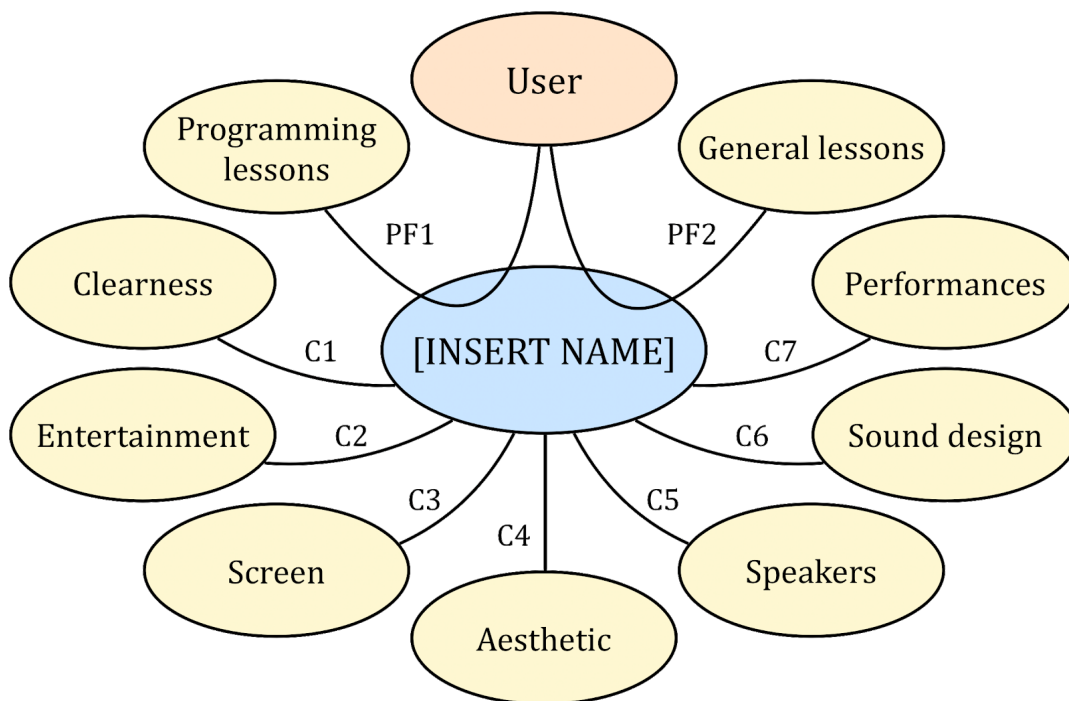 User
Programming
lessons
General lessons
PF1
PF2
Clearness
Performances
C1
[INSERT NAME]
C7
Entertainment
C2
C6
Sound design
C3
C4
C5
Screen
Speakers
Aesthetic